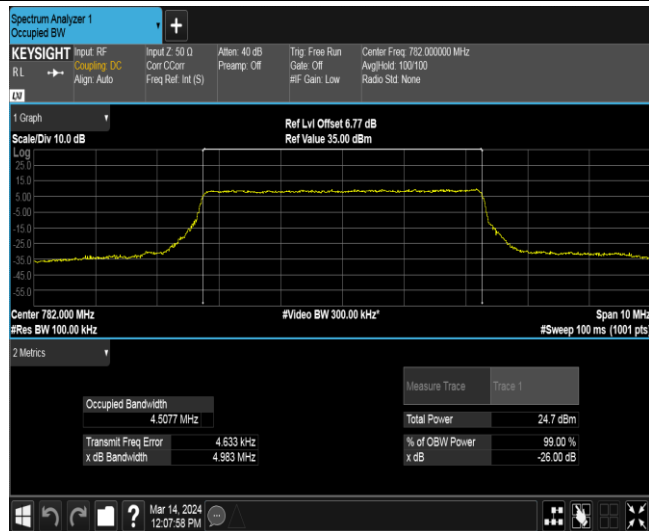 Spectrum Analyzer 1
Occupied BW
+
KEYSIGHT
RL
LXI
Input: RF
Coupling: DC
Align: Auto
Input Z: 50 Ω
Corr CCorr
Freq Ref: Int (S)
Atten: 40 dB
Preamp: Off
Trig: Free Run
Gate: Off
#IF Gain: Low
Center Freq: 782.000000 MHz
Avg|Hold: 100/100
Radio Std: None
1 Graph
Scale/Div 10.0 dB
Ref Lvl Offset 6.77 dB
Ref Value 35.00 dBm
Log
25.0
15.0
5.00
-5.00
-15.0
-25.0
-35.0
-45.0
-55.0
Center 782.000 MHz
#Res BW 100.00 kHz
#Video BW 300.00 kHz*
Span 10 MHz
#Sweep 100 ms (1001 pts)
2 Metrics
Measure Trace Trace 1
Occupied Bandwidth
4.5077 MHz
Total Power 24.7 dBm
Transmit Freq Error 4.633 kHz
% of OBW Power 99.00 %
x dB Bandwidth 4.983 MHz
x dB -26.00 dB
?
Mar 14, 2024
12:07:58 PM